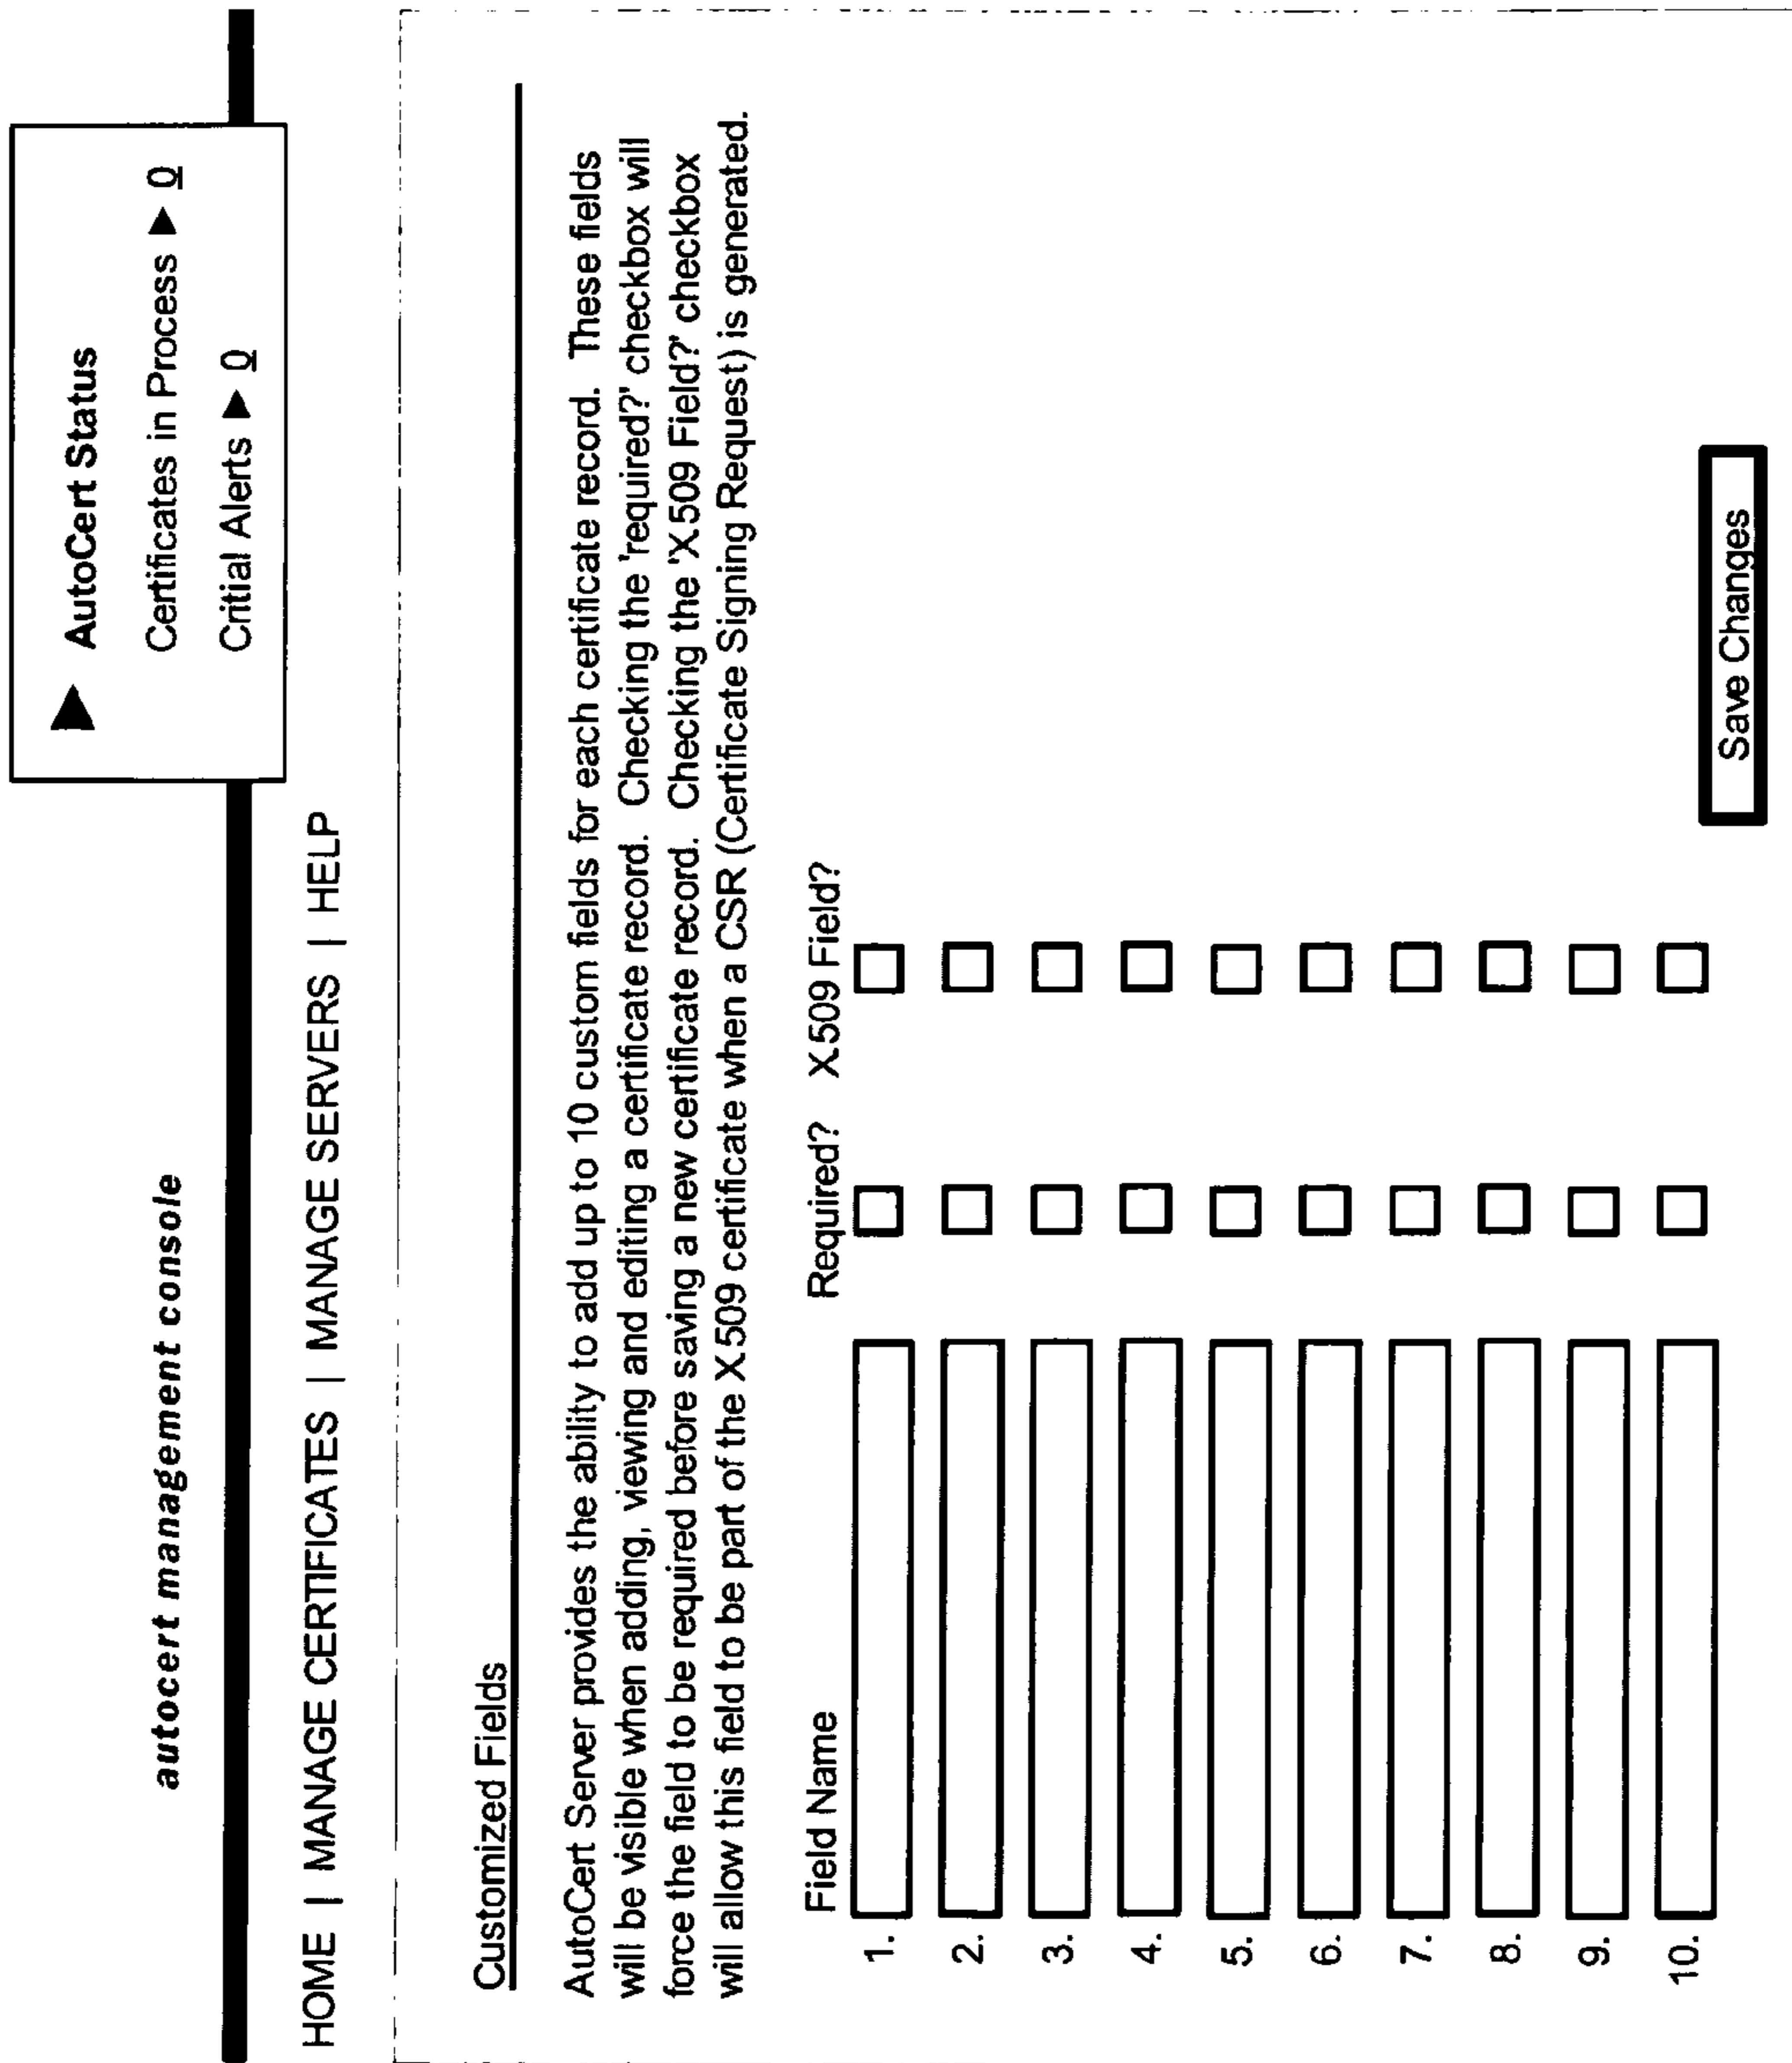 autocert management console
AutoCert Status
Certificates in Process ▶ 0
Critial Alerts ▶ 0
HOME | MANAGE CERTIFICATES | MANAGE SERVERS | HELP
Customized Fields
AutoCert Server provides the ability to add up to 10 custom fields for each certificate record. These fields
will be visible when adding, viewing and editing a certificate record. Checking the 'required?' checkbox will
force the field to be required before saving a new certificate record. Checking the 'X.509 Field?' checkbox
will allow this field to be part of the X.509 certificate when a CSR (Certificate Signing Request) is generated.
Field Name Required? X.509 Field?
1.
2.
3.
4.
5.
6.
7.
8.
9.
10.
Save Changes